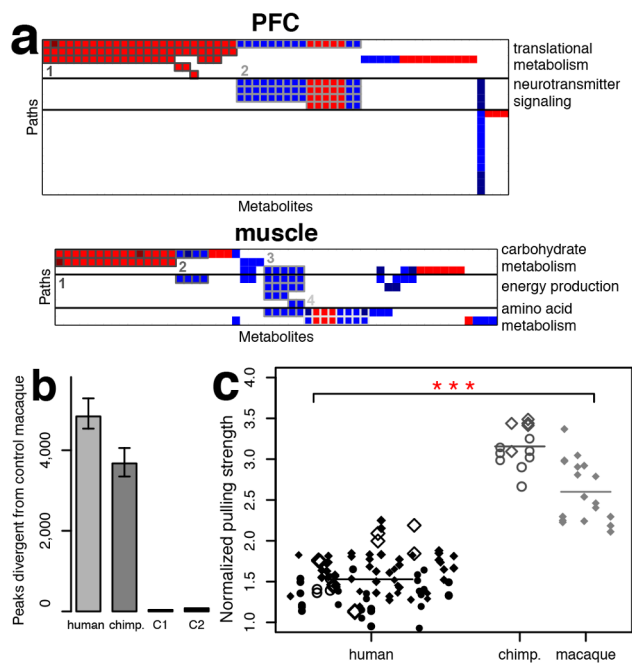 a
PFC
translational
metabolism
neurotransmitter
signaling
1
2
Paths
Metabolites
muscle
carbohydrate
metabolism
energy production
amino acid
metabolism
1
2
3
4
Paths
Metabolites
b
Peaks divergent from control macaque
4,000
2,000
0
human chimp. C1 C2
c
Normalized pulling strength
4.0
3.5
3.0
2.5
2.0
1.5
1.0
***
human chimp. macaque